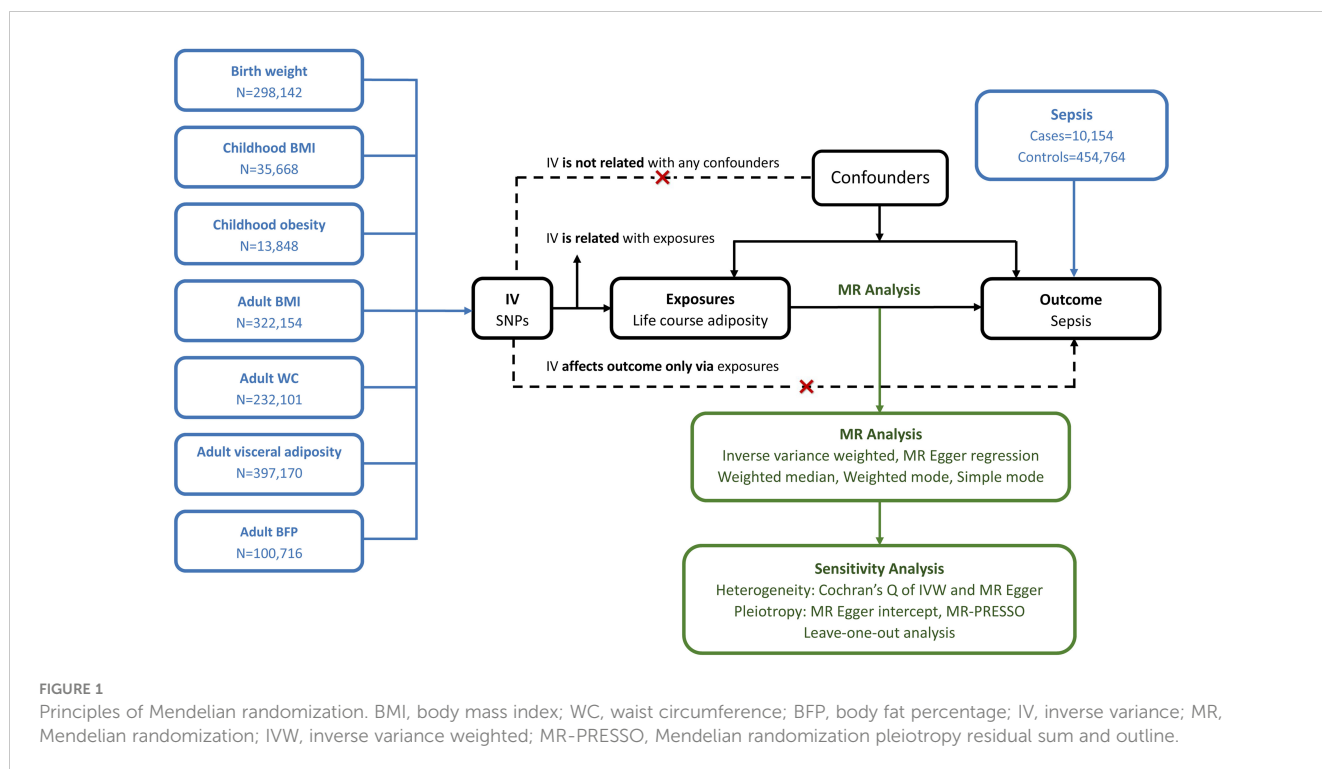 Birth weight
N=298,142
Childhood BMI
N=35,668
Childhood obesity
N=13,848
Adult BMI
N=322,154
Adult WC
N=232,101
Adult visceral adiposity
N=397,170
Adult BFP
N=100,716
IV
SNPs
IV is not related with any confounders
IV is related with exposures
IV affects outcome only via exposures
Exposures
Life course adiposity
Confounders
MR Analysis
Sepsis
Cases=10,154
Controls=454,764
Outcome
Sepsis
MR Analysis
Inverse variance weighted, MR Egger regression
Weighted median, Weighted mode, Simple mode
Sensitivity Analysis
Heterogeneity: Cochran's Q of IVW and MR Egger
Pleiotropy: MR Egger intercept, MR-PRESSO
Leave-one-out analysis
FIGURE 1
Principles of Mendelian randomization. BMI, body mass index; WC, waist circumference; BFP, body fat percentage; IV, inverse variance; MR,
Mendelian randomization; IVW, inverse variance weighted; MR-PRESSO, Mendelian randomization pleiotropy residual sum and outline.